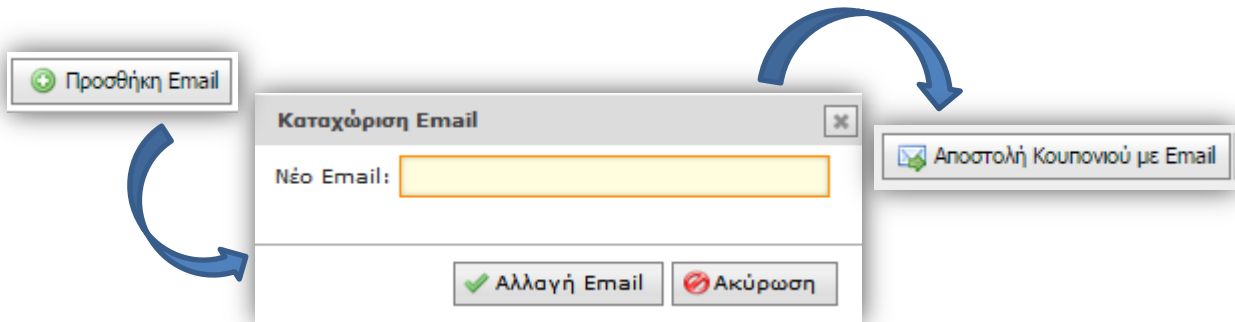 Προσθήκη Email
Καταχώριση Email
Νέο Email:
Αλλαγή Email
Ακύρωση
Αποστολή Κουπονιού με Email